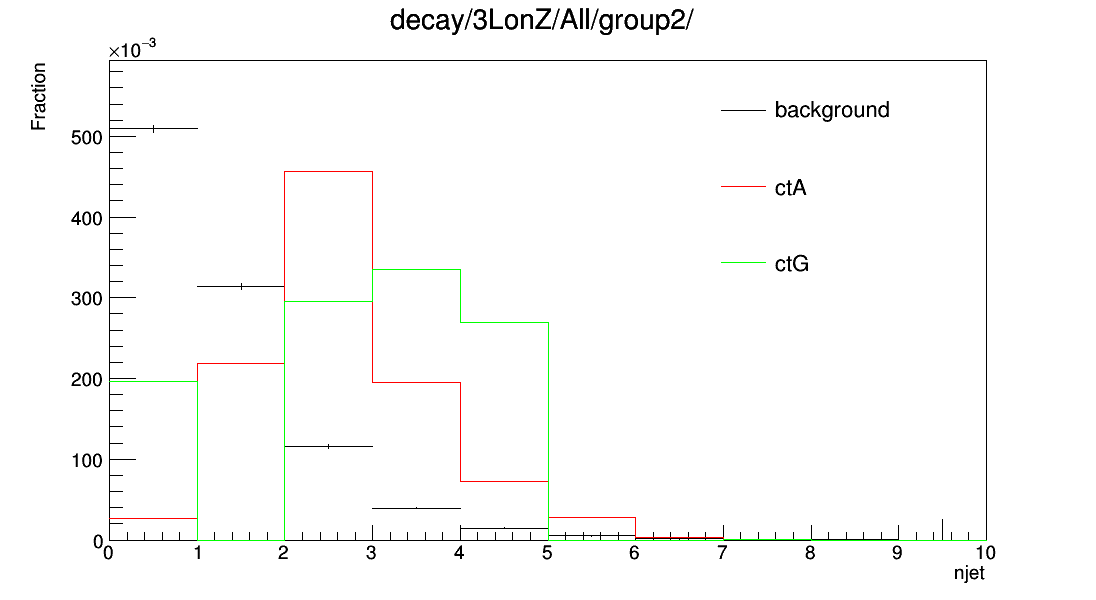 decay/3LonZ/All/group2/
×10⁻³
Fraction
background
ctA
ctG
500
400
300
200
100
0
0 1 2 3 4 5 6 7 8 9 10
njet